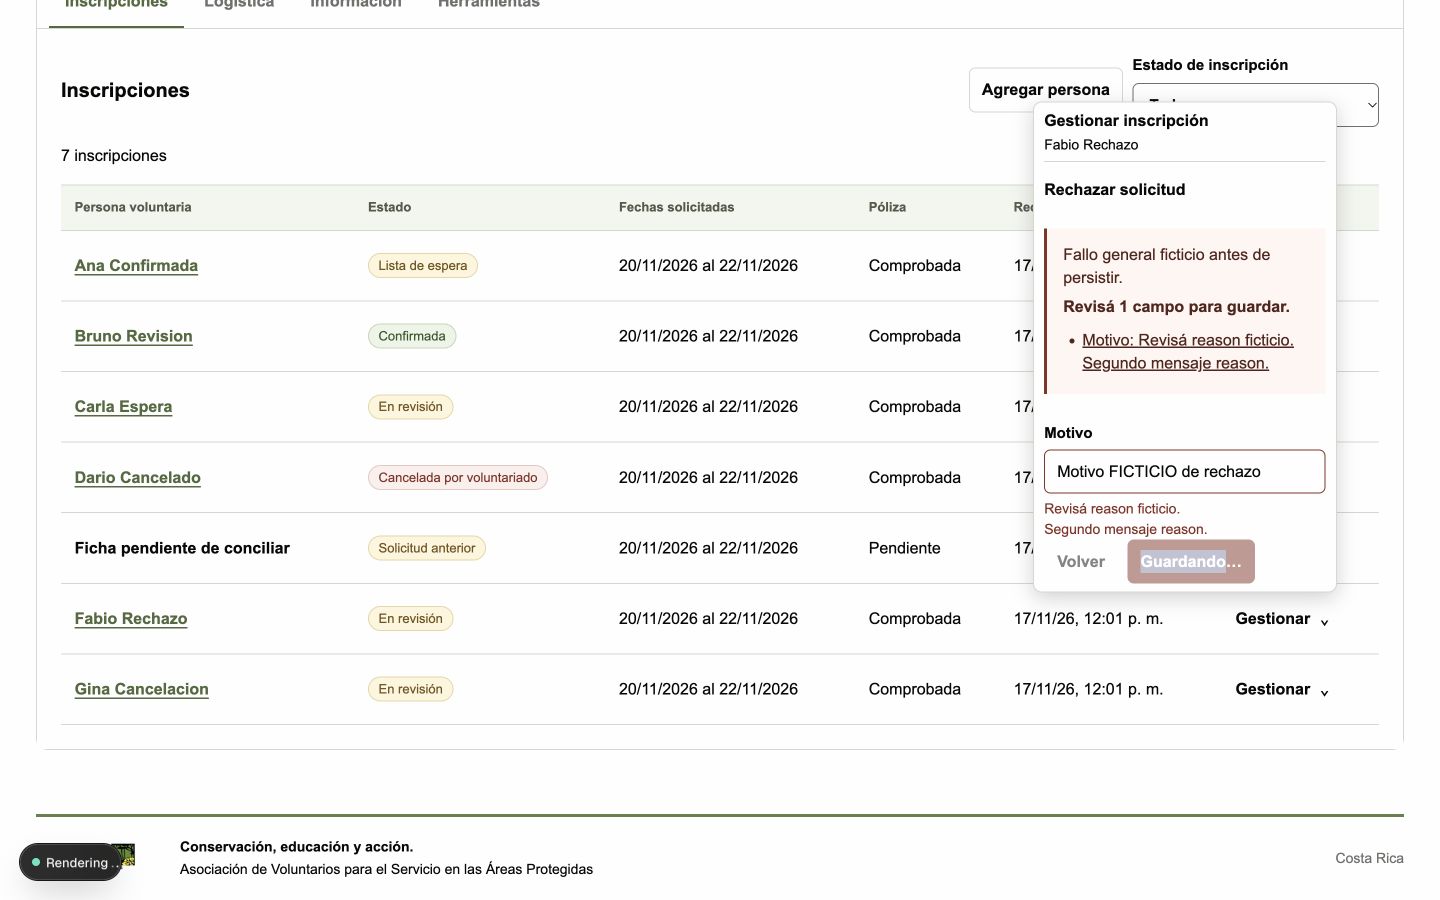 Inscripciones Logística Información Herramientas
Inscripciones
Agregar persona
Estado de inscripción
7 inscripciones
Persona voluntaria Estado Fechas solicitadas Póliza
Ana Confirmada Lista de espera 20/11/2026 al 22/11/2026 Comprobada 17/
Bruno Revision Confirmada 20/11/2026 al 22/11/2026 Comprobada 17/
Carla Espera En revisión 20/11/2026 al 22/11/2026 Comprobada 17/
Dario Cancelado Cancelada por voluntariado 20/11/2026 al 22/11/2026 Comprobada 17/
Ficha pendiente de conciliar Solicitud anterior 20/11/2026 al 22/11/2026 Pendiente 17/
Fabio Rechazo En revisión 20/11/2026 al 22/11/2026 Comprobada 17/11/26, 12:01 p. m. Gestionar
Gina Cancelacion En revisión 20/11/2026 al 22/11/2026 Comprobada 17/11/26, 12:01 p. m. Gestionar
Gestionar inscripción
Fabio Rechazo
Rechazar solicitud
Fallo general ficticio antes de
persistir.
Revisá 1 campo para guardar.
• Motivo: Revisá reason ficticio.
Segundo mensaje reason.
Motivo
Motivo FICTICIO de rechazo
Revisá reason ficticio.
Segundo mensaje reason.
Volver Guardando…
Conservación, educación y acción.
Asociación de Voluntarios para el Servicio en las Áreas Protegidas
Costa Rica
Rendering ...